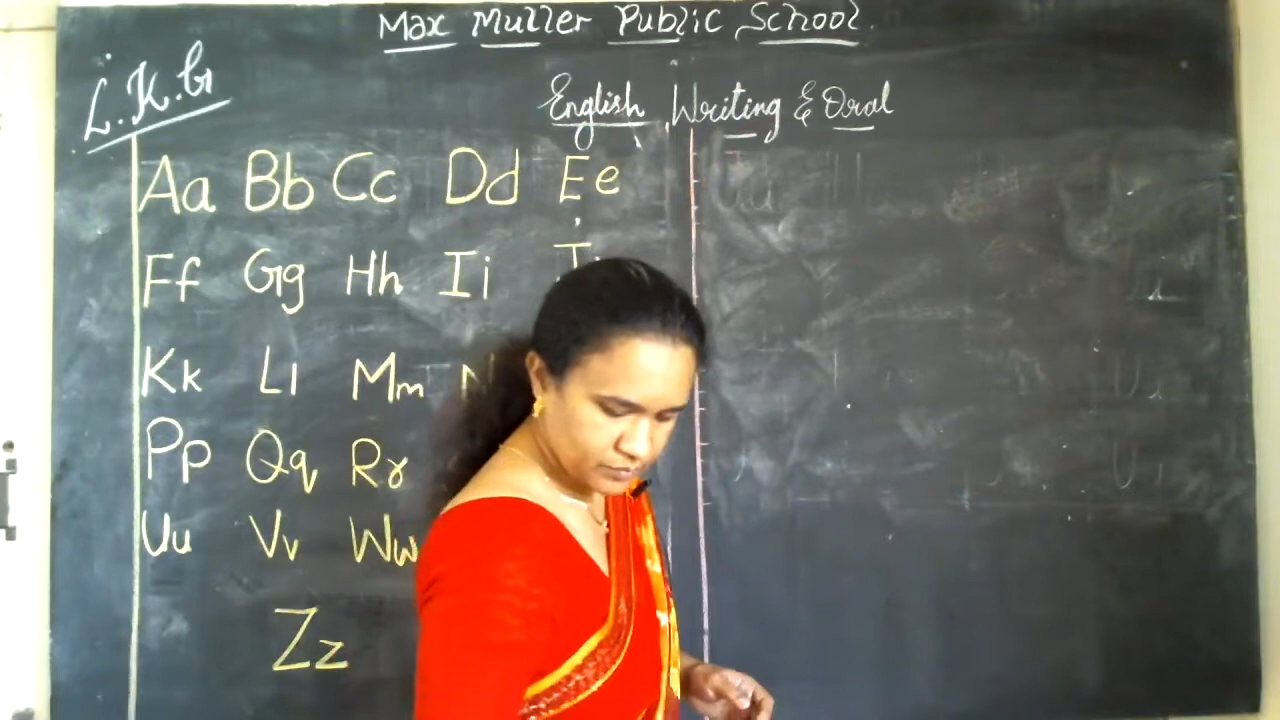 Max Muller Public School.
L.K.G
English Writing & Oral
Aa Bb Cc Dd Ee
Ff Gg Hh Ii Jj
Kk Ll Mm N
Pp Qq Rr
Uu Vv Ww
Zz